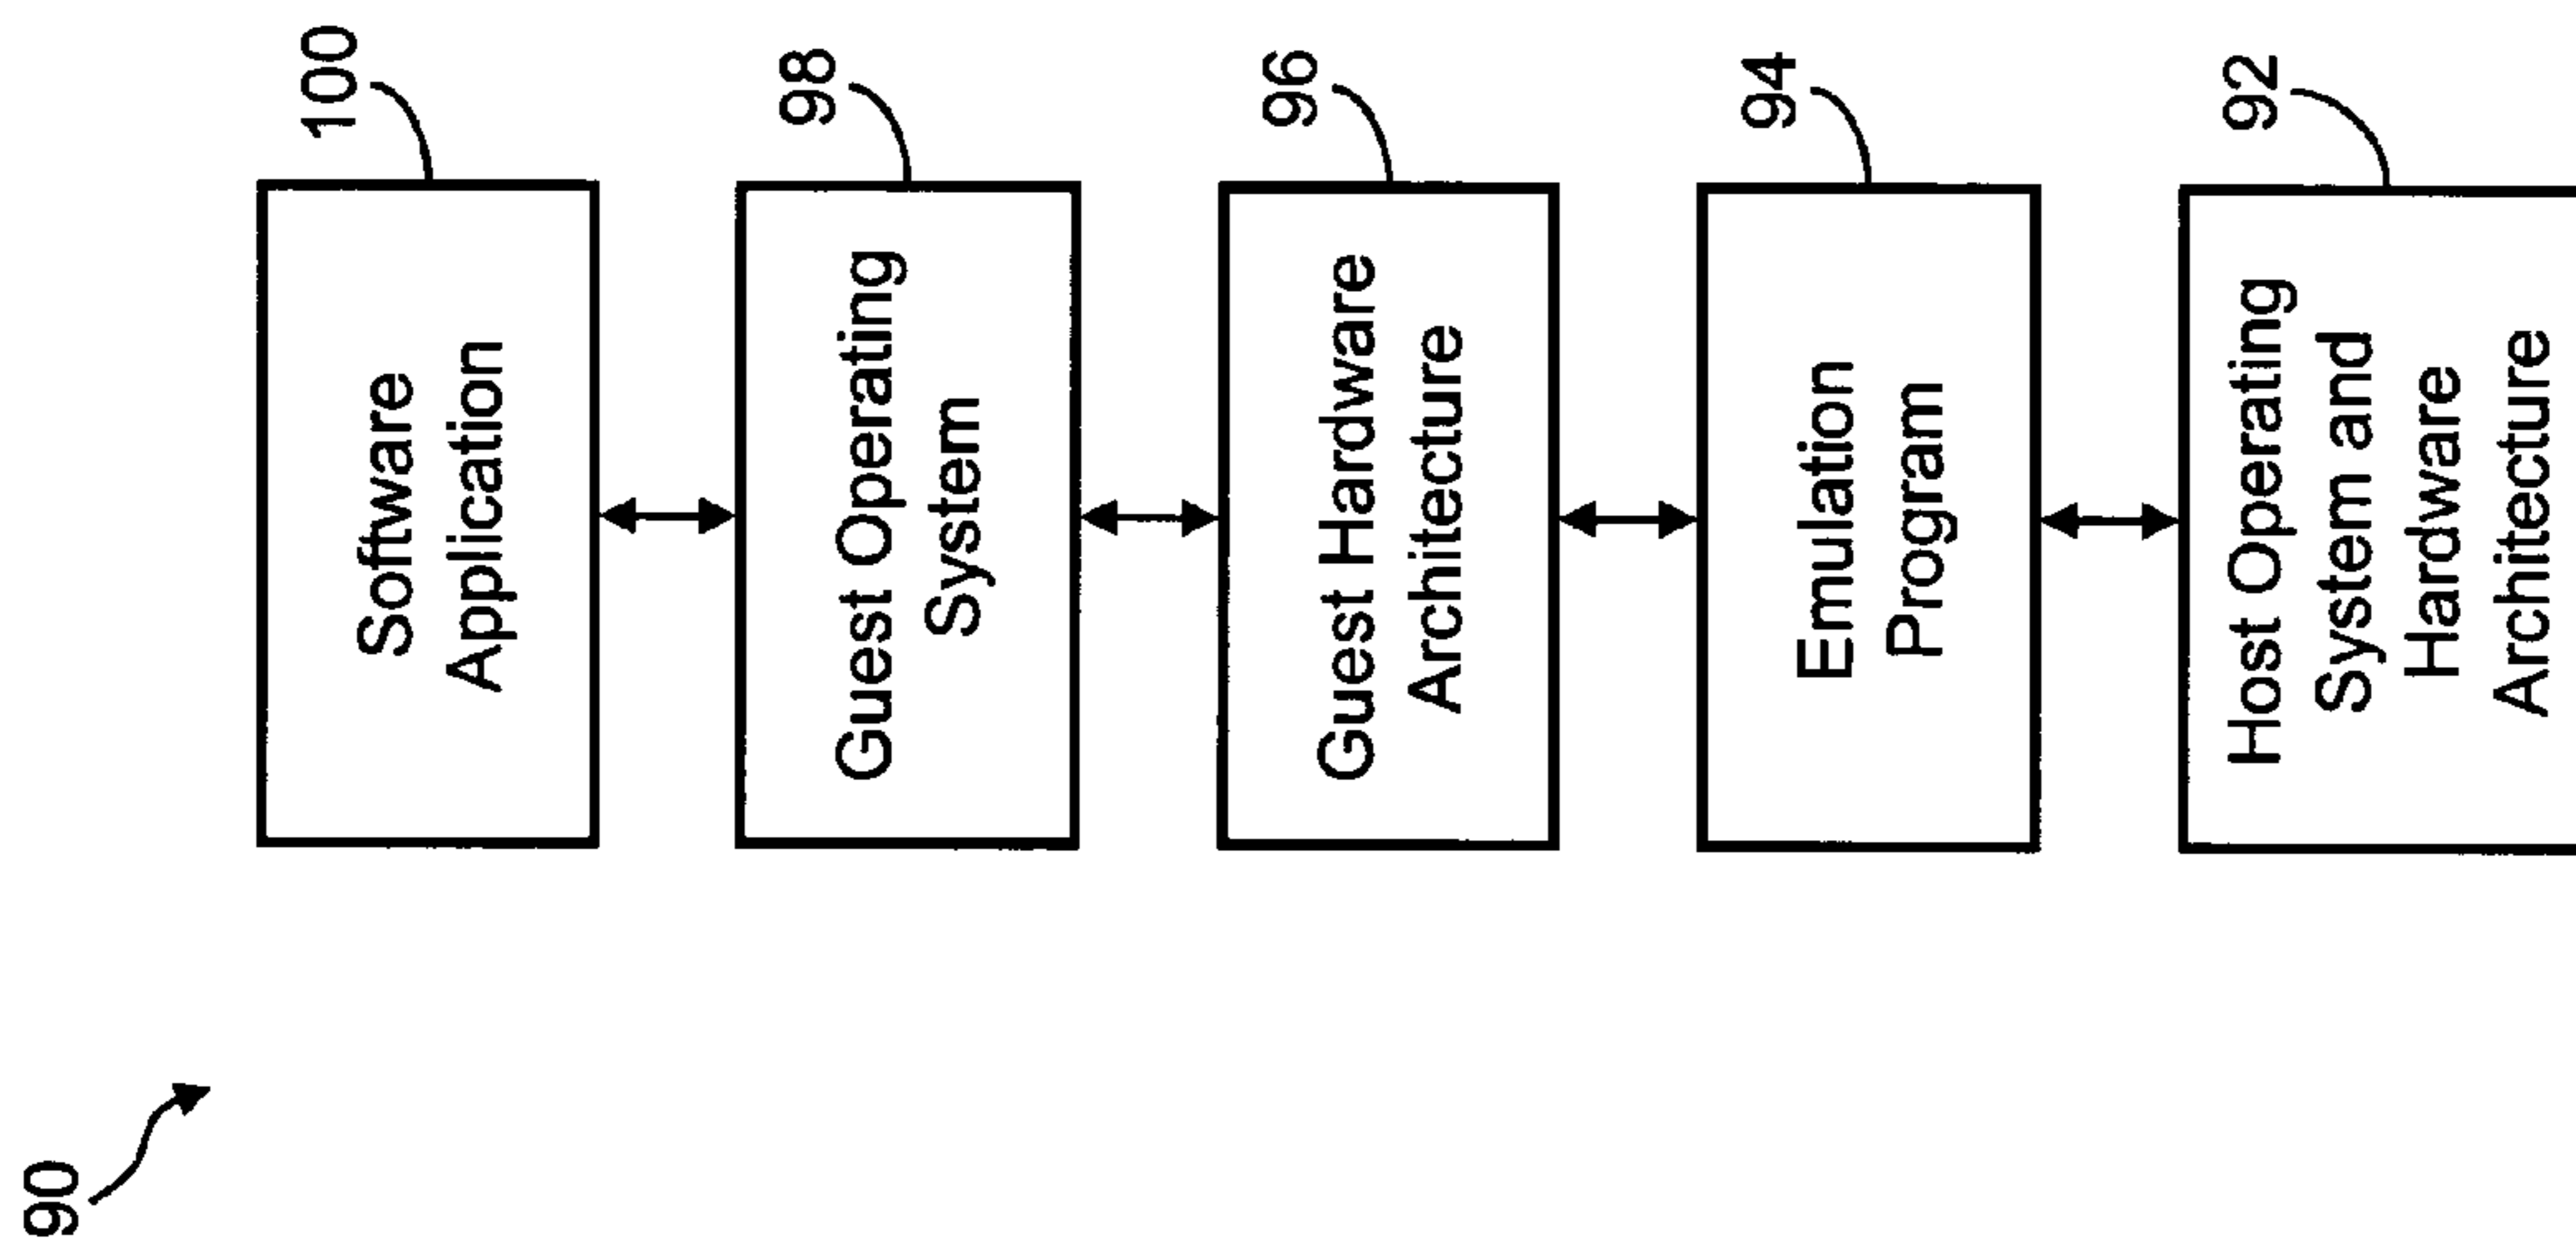 90
100
Software
Application
98
Guest Operating
System
96
Guest Hardware
Architecture
94
Emulation
Program
92
Host Operating
System and
Hardware
Architecture